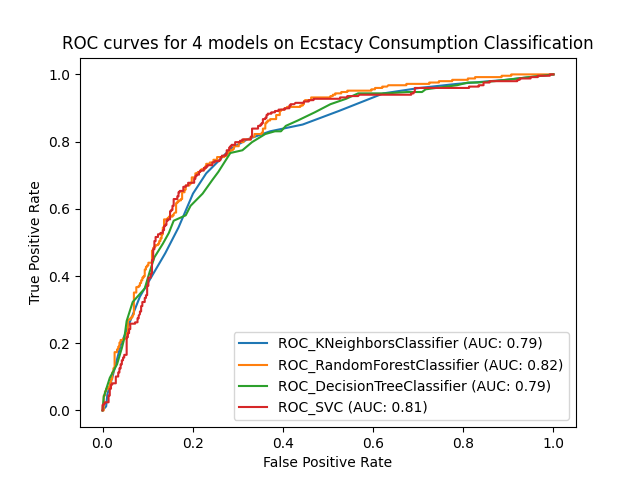 ROC curves for 4 models on Ecstacy Consumption Classification
True Positive Rate
1.0
0.8
0.6
0.4
0.2
0.0
ROC_KNeighborsClassifier (AUC: 0.79)
ROC_RandomForestClassifier (AUC: 0.82)
ROC_DecisionTreeClassifier (AUC: 0.79)
ROC_SVC (AUC: 0.81)
0.0 0.2 0.4 0.6 0.8 1.0
False Positive Rate